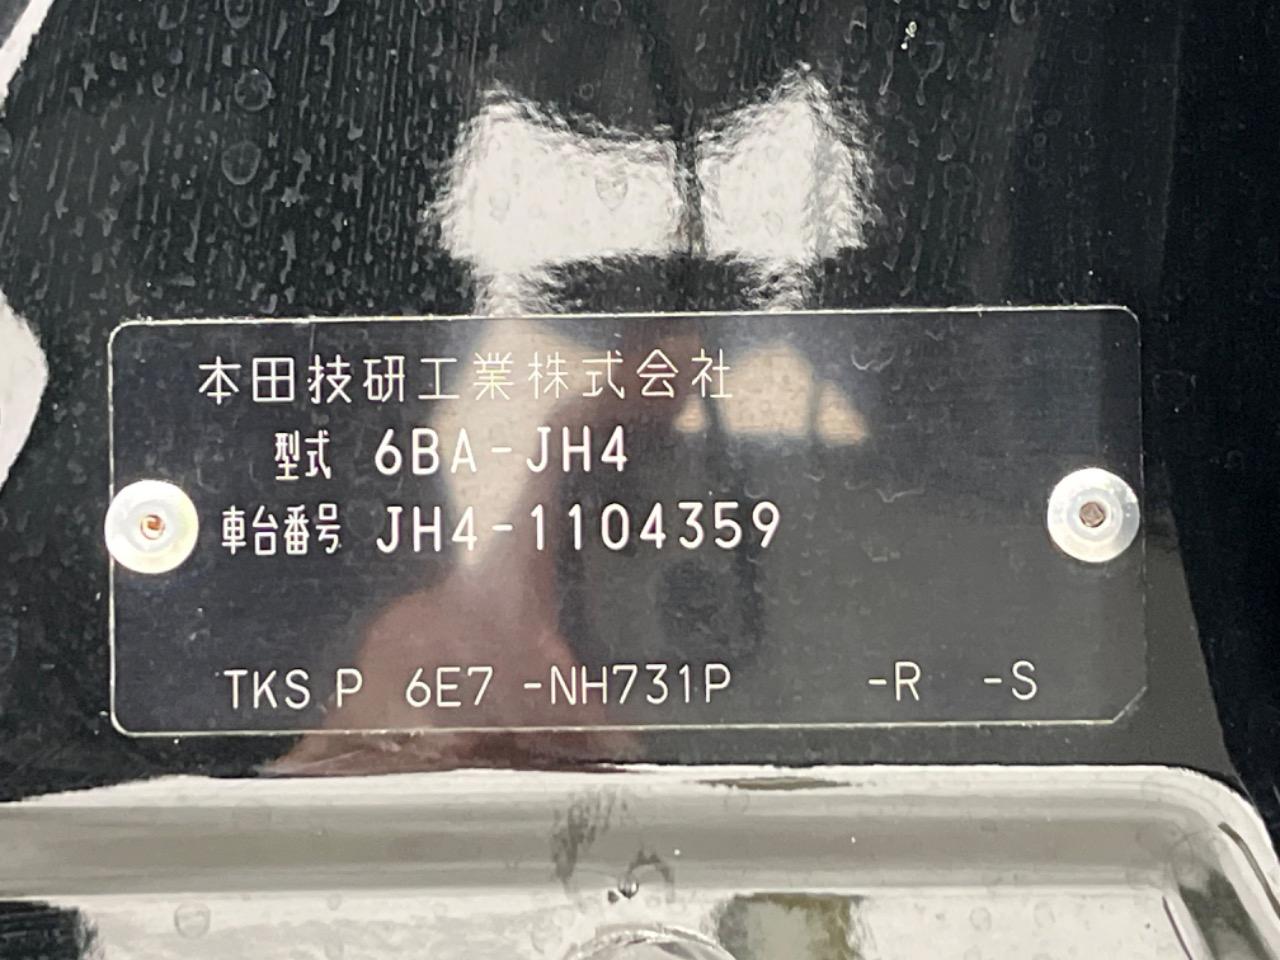 本田技研工業株式会社
型式 6BA-JH4
車台番号 JH4-1104359
TKS P 6E7 -NH731P -R -S